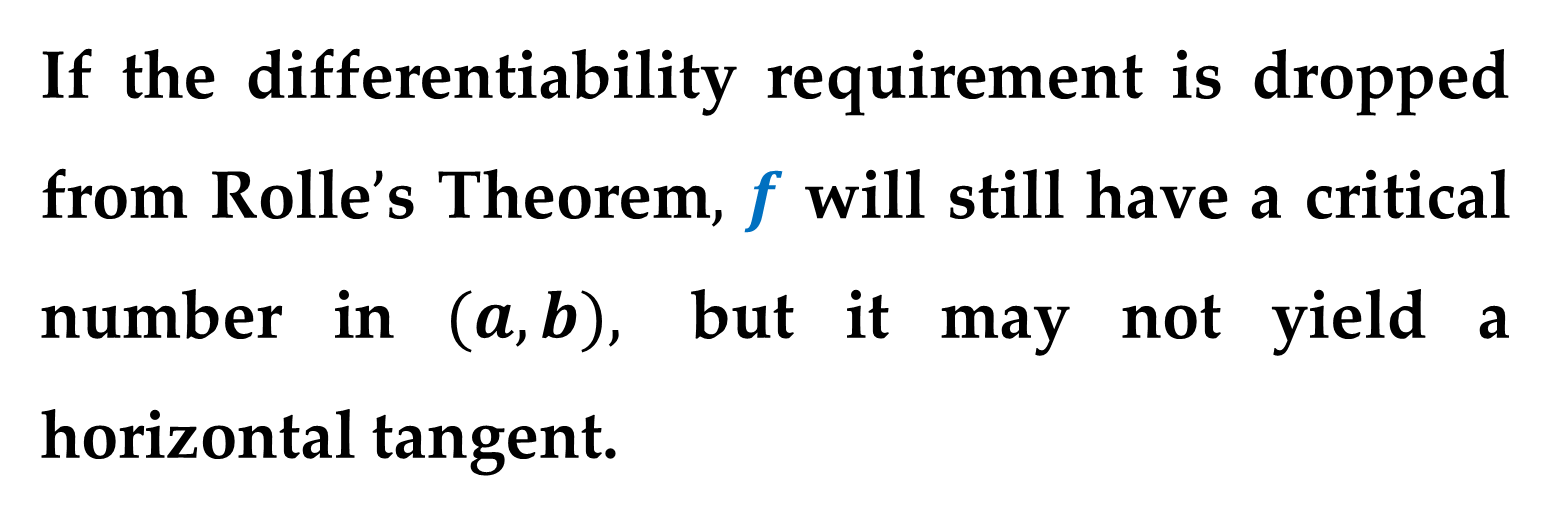 If the differentiability requirement is dropped
from Rolle’s Theorem, f will still have a critical
number in (a, b), but it may not yield a
horizontal tangent.